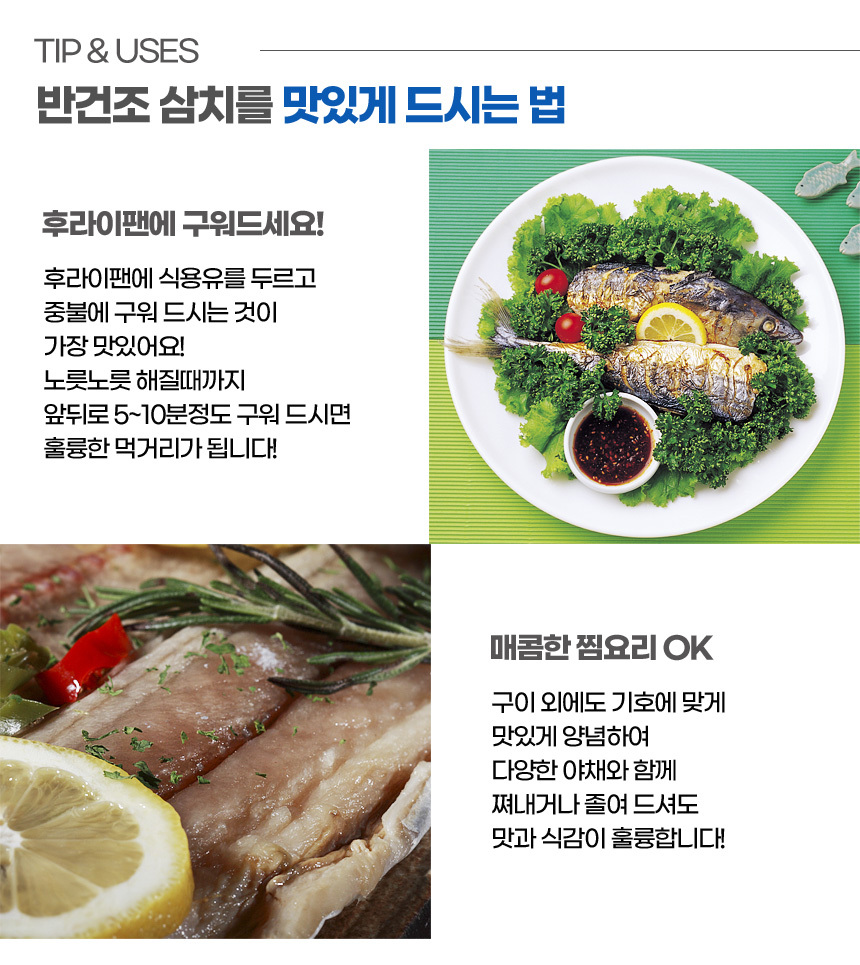 TIP & USES
반건조 삼치를 맛있게 드시는 법
후라이팬에 구워드세요!
후라이팬에 식용유를 두르고
중불에 구워 드시는 것이
가장 맛있어요!
노릇노릇 해질때까지
앞뒤로 5~10분정도 구워 드시면
훌륭한 먹거리가 됩니다!
매콤한 찜요리 OK
구이 외에도 기호에 맞게
맛있게 양념하여
다양한 야채와 함께
쪄내거나 졸여 드셔도
맛과 식감이 훌륭합니다!